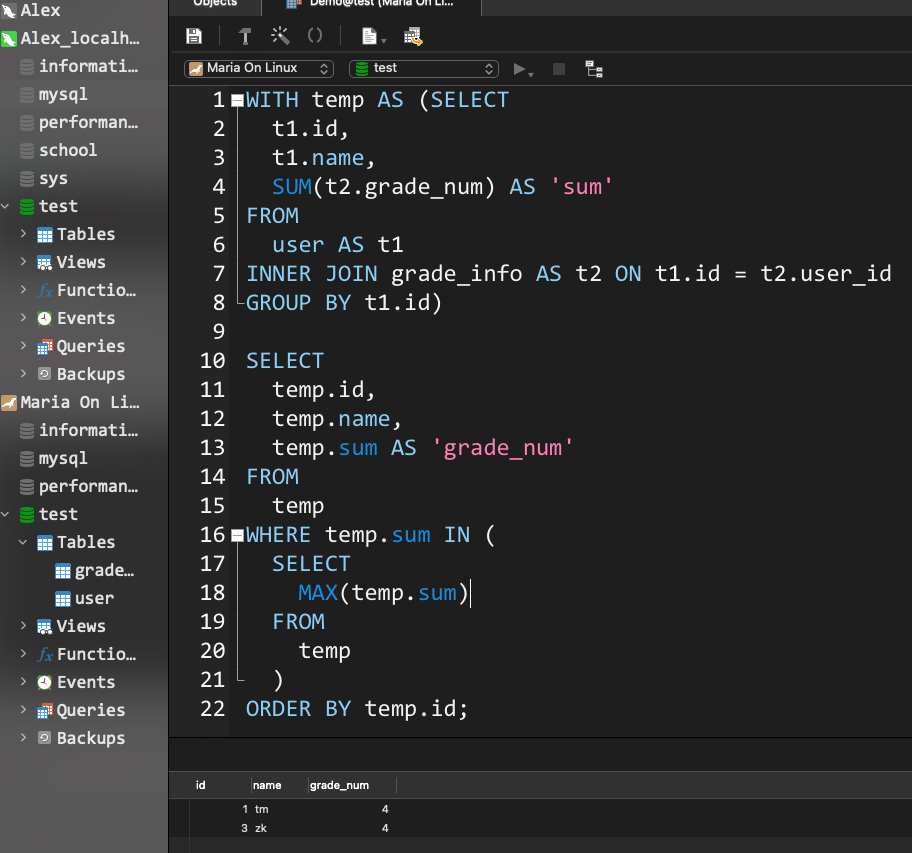 Objects
Demo@test (Maria On Li...
Alex
Alex_localh...
informati...
mysql
performan...
school
sys
test
Tables
Views
fx Functio...
Events
Queries
Backups
Maria On Li...
informati...
mysql
performan...
test
Tables
grade...
user
Views
fx Functio...
Events
Queries
Backups
Maria On Linux
test
1 WITH temp AS (SELECT
2 t1.id,
3 t1.name,
4 SUM(t2.grade_num) AS 'sum'
5 FROM
6 user AS t1
7 INNER JOIN grade_info AS t2 ON t1.id = t2.user_id
8 GROUP BY t1.id)
9
10 SELECT
11 temp.id,
12 temp.name,
13 temp.sum AS 'grade_num'
14 FROM
15 temp
16 WHERE temp.sum IN (
17 SELECT
18 MAX(temp.sum)
19 FROM
20 temp
21 )
22 ORDER BY temp.id;
id name grade_num
1 tm 4
3 zk 4